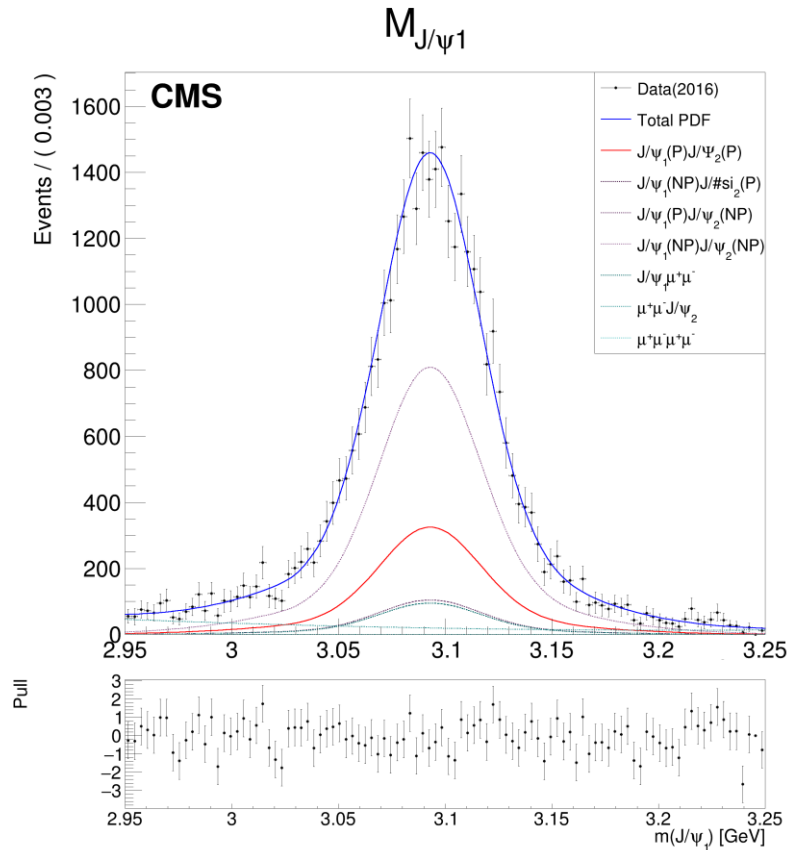 M_J/ψ1
CMS
Events / ( 0.003 )
1600
1400
1200
1000
800
600
400
200
0
Data(2016)
Total PDF
J/ψ₁(P)J/Ψ₂(P)
J/ψ₁(NP)J/#si₂(P)
J/ψ₁(P)J/ψ₂(NP)
J/ψ₁(NP)J/ψ₂(NP)
J/ψ₁μ⁺μ⁻
μ⁺μ⁻J/ψ₂
μ⁺μ⁻μ⁺μ⁻
2.95 3 3.05 3.1 3.15 3.2 3.25
Pull
3
2
1
0
−1
−2
−3
2.95 3 3.05 3.1 3.15 3.2 3.25
m(J/ψ₁) [GeV]